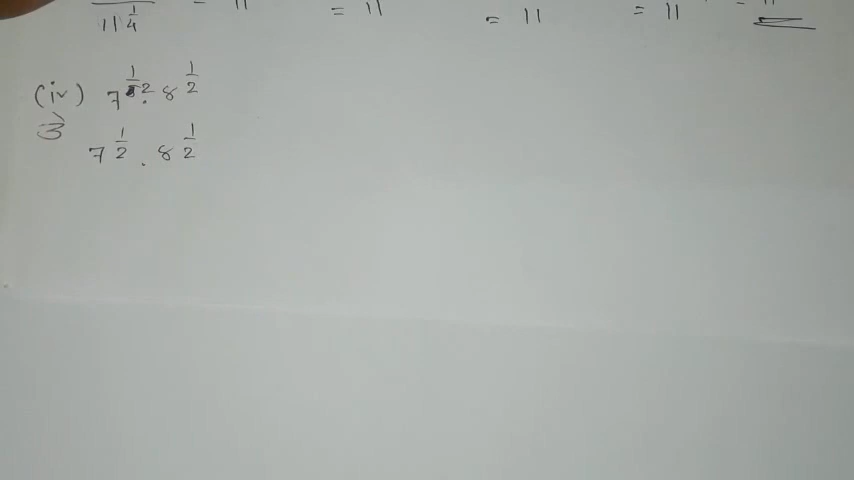 11^{1/4} = 11 = 11 = 11 = 11 = 11
(iv) 7^{1/2} . 8^{1/2}
⇒
7^{1/2} . 8^{1/2}